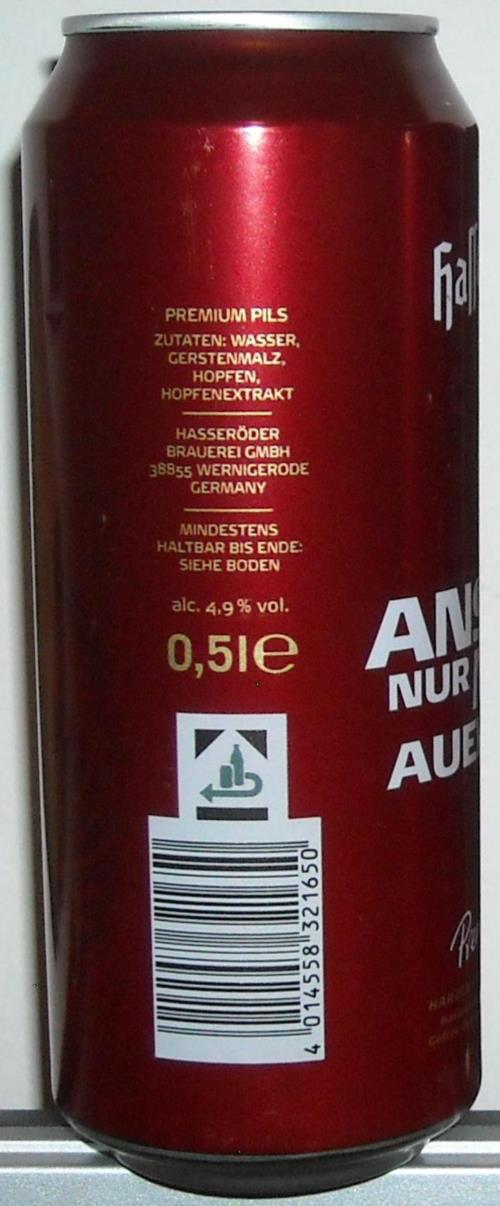 PREMIUM PILS
ZUTATEN: WASSER,
GERSTENMALZ,
HOPFEN,
HOPFENEXTRAKT
HASSERÖDER
BRAUEREI GMBH
38855 WERNIGERODE
GERMANY
MINDESTENS
HALTBAR BIS ENDE:
SIEHE BODEN
alc. 4,9 % vol.
0,5l e
4 014558 321650
NUR